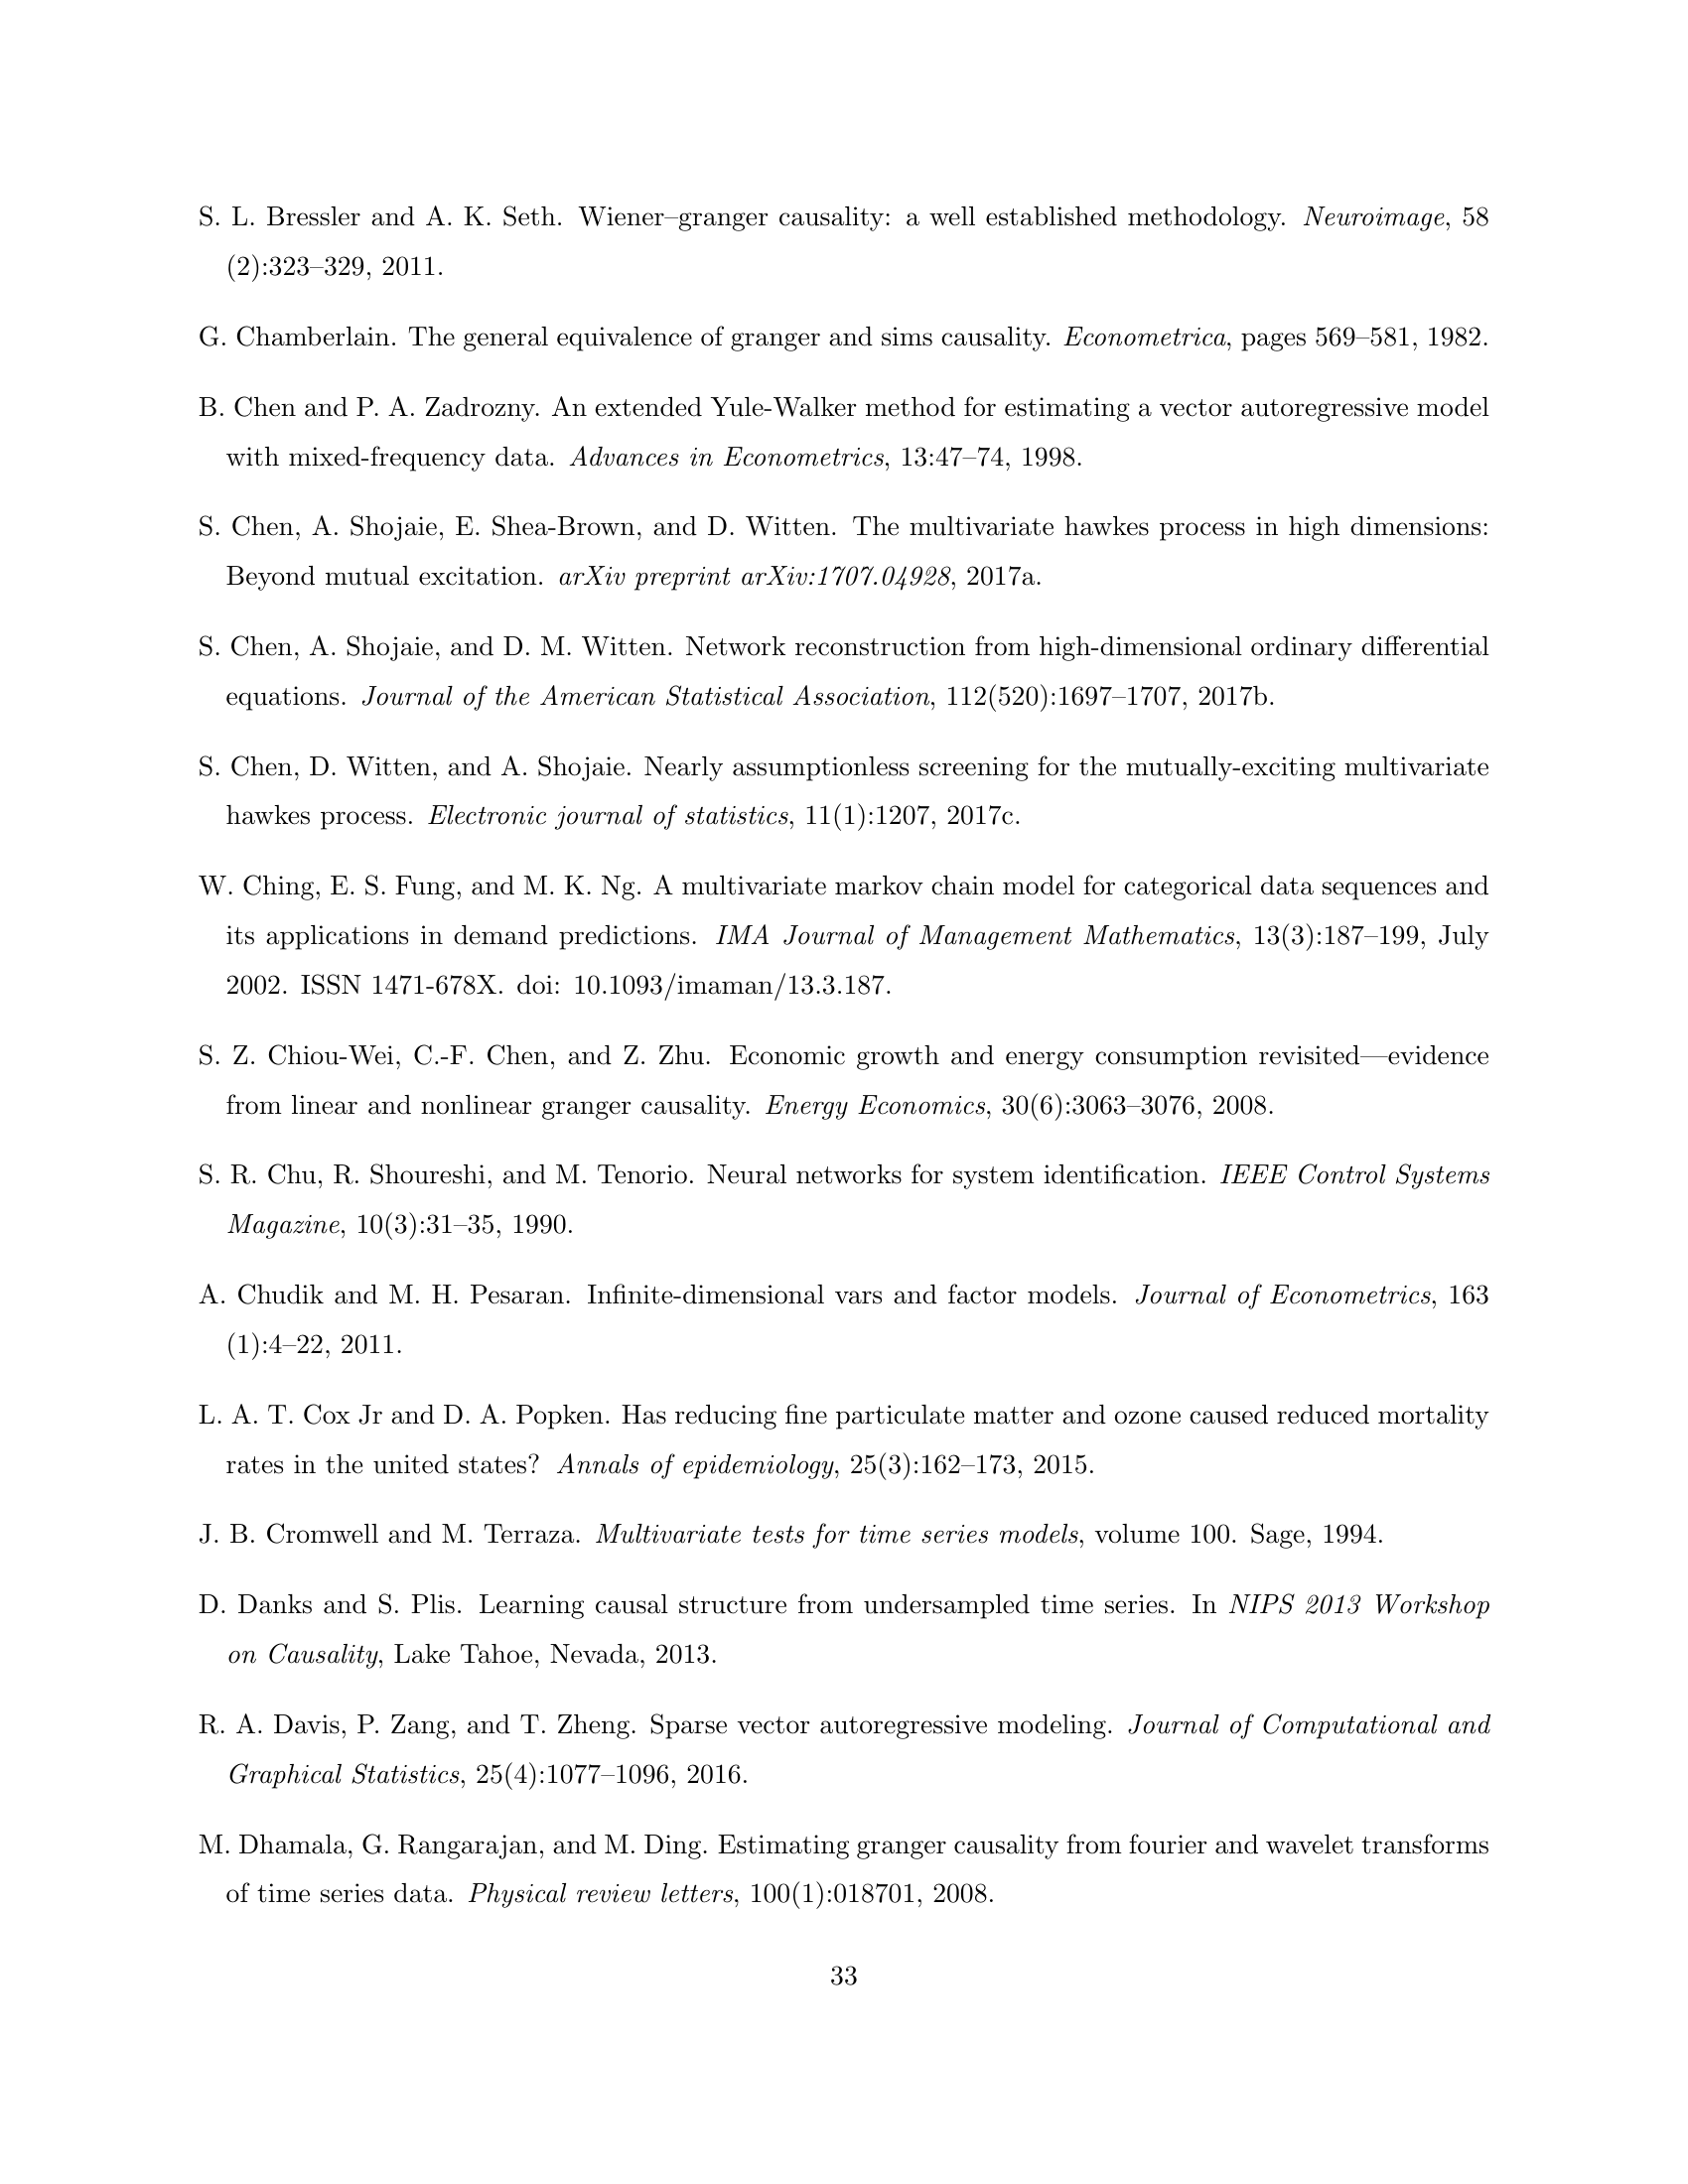 S. L. Bressler and A. K. Seth. Wiener–granger causality: a well established methodology. Neuroimage, 58
(2):323–329, 2011.
G. Chamberlain. The general equivalence of granger and sims causality. Econometrica, pages 569–581, 1982.
B. Chen and P. A. Zadrozny. An extended Yule-Walker method for estimating a vector autoregressive model
with mixed-frequency data. Advances in Econometrics, 13:47–74, 1998.
S. Chen, A. Shojaie, E. Shea-Brown, and D. Witten. The multivariate hawkes process in high dimensions:
Beyond mutual excitation. arXiv preprint arXiv:1707.04928, 2017a.
S. Chen, A. Shojaie, and D. M. Witten. Network reconstruction from high-dimensional ordinary differential
equations. Journal of the American Statistical Association, 112(520):1697–1707, 2017b.
S. Chen, D. Witten, and A. Shojaie. Nearly assumptionless screening for the mutually-exciting multivariate
hawkes process. Electronic journal of statistics, 11(1):1207, 2017c.
W. Ching, E. S. Fung, and M. K. Ng. A multivariate markov chain model for categorical data sequences and
its applications in demand predictions. IMA Journal of Management Mathematics, 13(3):187–199, July
2002. ISSN 1471-678X. doi: 10.1093/imaman/13.3.187.
S. Z. Chiou-Wei, C.-F. Chen, and Z. Zhu. Economic growth and energy consumption revisited—evidence
from linear and nonlinear granger causality. Energy Economics, 30(6):3063–3076, 2008.
S. R. Chu, R. Shoureshi, and M. Tenorio. Neural networks for system identification. IEEE Control Systems
Magazine, 10(3):31–35, 1990.
A. Chudik and M. H. Pesaran. Infinite-dimensional vars and factor models. Journal of Econometrics, 163
(1):4–22, 2011.
L. A. T. Cox Jr and D. A. Popken. Has reducing fine particulate matter and ozone caused reduced mortality
rates in the united states? Annals of epidemiology, 25(3):162–173, 2015.
J. B. Cromwell and M. Terraza. Multivariate tests for time series models, volume 100. Sage, 1994.
D. Danks and S. Plis. Learning causal structure from undersampled time series. In NIPS 2013 Workshop
on Causality, Lake Tahoe, Nevada, 2013.
R. A. Davis, P. Zang, and T. Zheng. Sparse vector autoregressive modeling. Journal of Computational and
Graphical Statistics, 25(4):1077–1096, 2016.
M. Dhamala, G. Rangarajan, and M. Ding. Estimating granger causality from fourier and wavelet transforms
of time series data. Physical review letters, 100(1):018701, 2008.
33